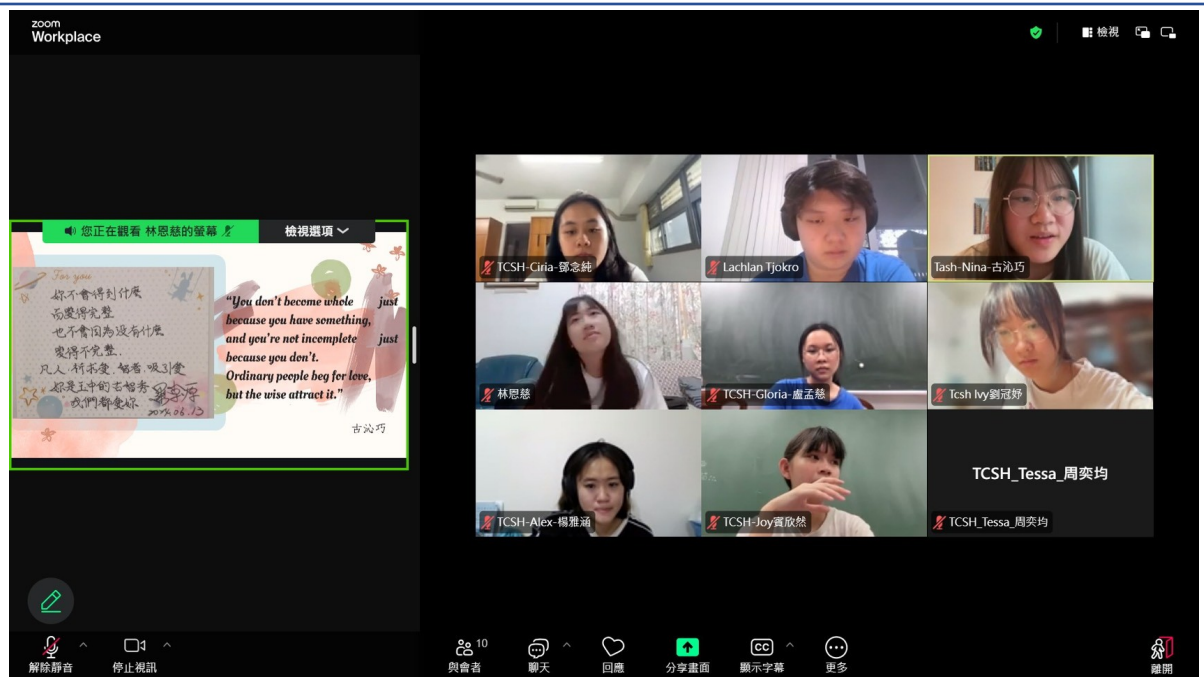 zoom
Workplace
檢視
您正在觀看 林恩慈的螢幕
檢視選項
For you
妳不會得到什麼
而變得完整
也不會因為沒有什麼
變得不完整.
凡人祈求愛.智者吸引愛
妳是五中的古智者
我們都愛妳
2024.06.13
“You don't become whole just
because you have something,
and you're not incomplete just
because you don't.
Ordinary people beg for love,
but the wise attract it.”
古沁巧
TCSH-Ciria-鄧念純
Lachlan Tjokro
Tash-Nina-古沁巧
林恩慈
TCSH-Gloria-盧孟慈
Tcsh Ivy劉冠妤
TCSH-Alex-楊雅涵
TCSH-Joy賓欣然
TCSH_Tessa_周奕均
TCSH_Tessa_周奕均
解除靜音
停止視訊
10
與會者
聊天
回應
分享畫面
CC
顯示字幕
更多
離開